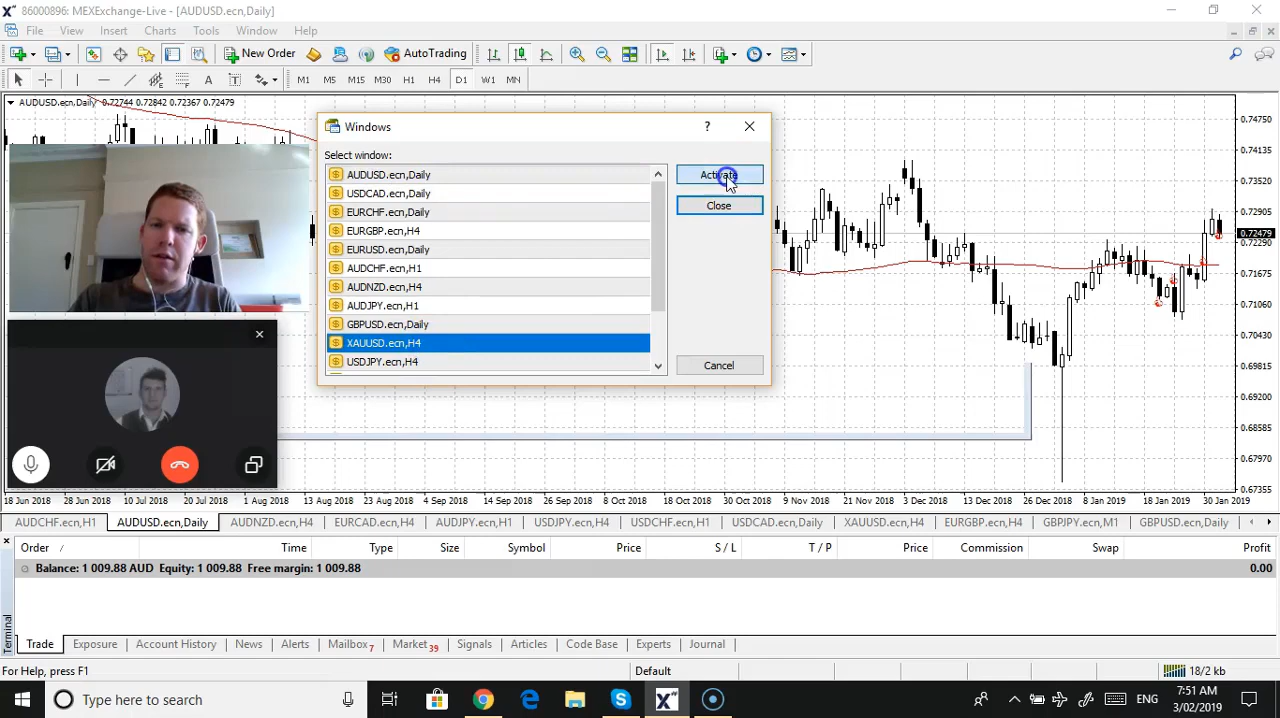 86000896: MEXExchange-Live - [AUDUSD.ecn,Daily]
File View Insert Charts Tools Window Help
New Order AutoTrading
A T M1 M5 M15 M30 H1 H4 D1 W1 MN
AUDUSD.ecn,Daily 0.72744 0.72842 0.72367 0.72479
Windows ?
Select window:
AUDUSD.ecn,Daily
USDCAD.ecn,Daily
EURCHF.ecn,Daily
EURGBP.ecn,H4
EURUSD.ecn,Daily
AUDCHF.ecn,H1
AUDNZD.ecn,H4
AUDJPY.ecn,H1
GBPUSD.ecn,Daily
XAUUSD.ecn,H4
USDJPY.ecn,H4
Activate
Close
Cancel
0.74750
0.74135
0.73520
0.72905
0.72479
0.72290
0.71675
0.71060
0.70430
0.69815
0.69200
0.68585
0.67970
0.67355
18 Jun 2018 28 Jun 2018 10 Jul 2018 20 Jul 2018 1 Aug 2018 13 Aug 2018 23 Aug 2018 4 Sep 2018 14 Sep 2018 26 Sep 2018 8 Oct 2018 18 Oct 2018 30 Oct 2018 9 Nov 2018 21 Nov 2018 3 Dec 2018 13 Dec 2018 26 Dec 2018 8 Jan 2019 18 Jan 2019 30 Jan 2019
AUDCHF.ecn,H1 AUDUSD.ecn,Daily AUDNZD.ecn,H4 EURCAD.ecn,H4 AUDJPY.ecn,H1 USDJPY.ecn,H4 USDCHF.ecn,H1 USDCAD.ecn,Daily XAUUSD.ecn,H4 EURGBP.ecn,H4 GBPJPY.ecn,M1 GBPUSD.ecn,Daily
Order / Time Type Size Symbol Price S / L T / P Price Commission Swap Profit
Balance: 1 009.88 AUD Equity: 1 009.88 Free margin: 1 009.88 0.00
Terminal
Trade Exposure Account History News Alerts Mailbox 7 Market 39 Signals Articles Code Base Experts Journal
For Help, press F1 Default 18/2 kb
Type here to search
ENG
7:51 AM
3/02/2019